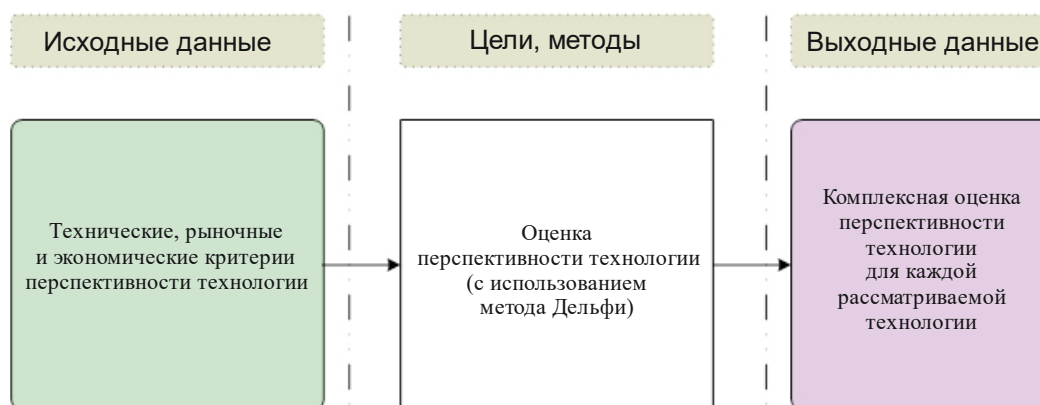 Исходные данные
Цели, методы
Выходные данные
Технические, рыночные
и экономические критерии
перспективности технологии
Оценка
перспективности технологии
(с использованием
метода Дельфи)
Комплексная оценка
перспективности
технологии
для каждой
рассматриваемой
технологии